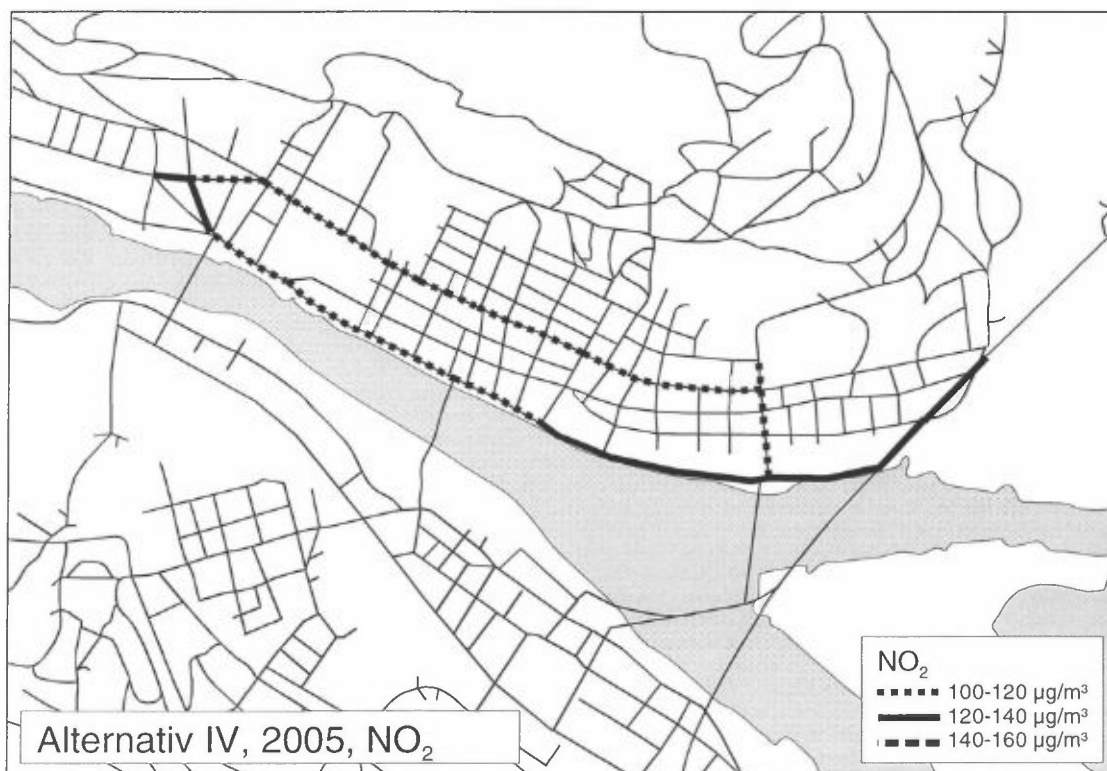 NO₂
100-120 µg/m³
120-140 µg/m³
140-160 µg/m³
Alternativ IV, 2005, NO₂